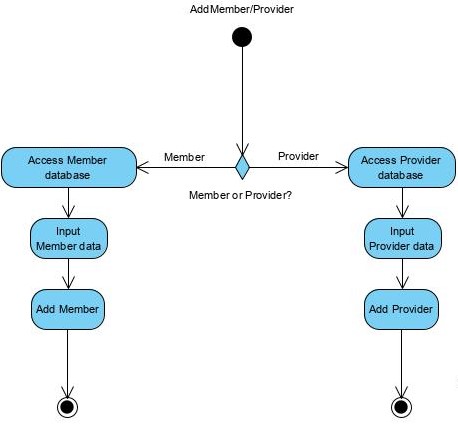 AddMember/Provider
Member
Provider
Access Member
database
Access Provider
database
Member or Provider?
Input
Member data
Input
Provider data
Add Member
Add Provider